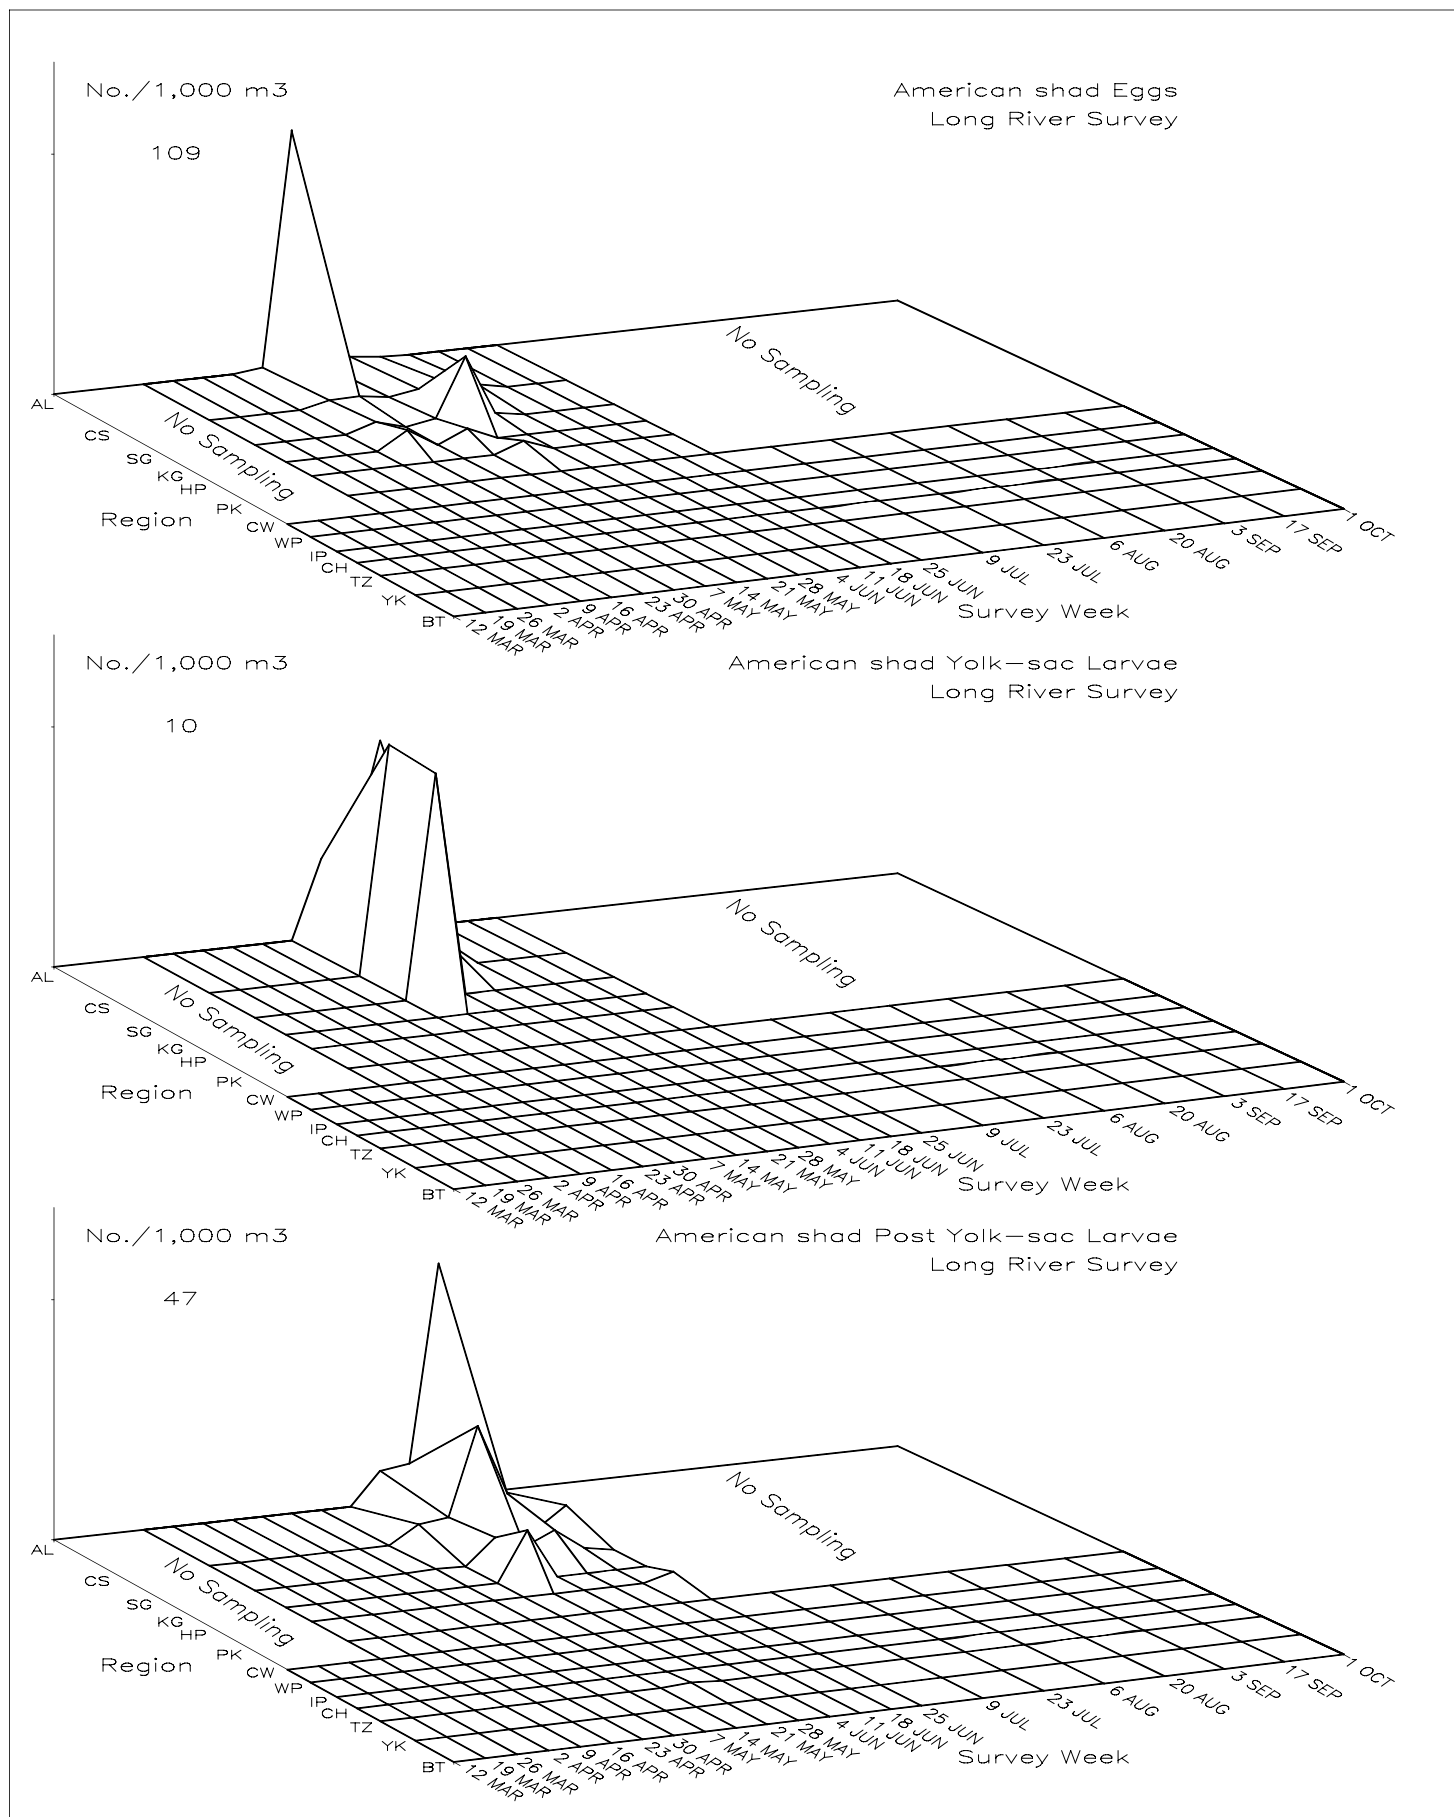 No./1,000 m3
American shad Eggs
Long River Survey
109
No Sampling
AL
CS
SG
KG
HP
PK
CW
WP
IP
CH
TZ
YK
BT
No Sampling
Region
12 MAR
19 MAR
26 MAR
2 APR
9 APR
16 APR
23 APR
30 APR
7 MAY
14 MAY
21 MAY
28 MAY
4 JUN
11 JUN
18 JUN
25 JUN
9 JUL
23 JUL
6 AUG
20 AUG
3 SEP
17 SEP
1 OCT
Survey Week
No./1,000 m3
American shad Yolk-sac Larvae
Long River Survey
10
No Sampling
AL
CS
SG
KG
HP
PK
CW
WP
IP
CH
TZ
YK
BT
No Sampling
Region
12 MAR
19 MAR
26 MAR
2 APR
9 APR
16 APR
23 APR
30 APR
7 MAY
14 MAY
21 MAY
28 MAY
4 JUN
11 JUN
18 JUN
25 JUN
9 JUL
23 JUL
6 AUG
20 AUG
3 SEP
17 SEP
1 OCT
Survey Week
No./1,000 m3
American shad Post Yolk-sac Larvae
Long River Survey
47
No Sampling
AL
CS
SG
KG
HP
PK
CW
WP
IP
CH
TZ
YK
BT
No Sampling
Region
12 MAR
19 MAR
26 MAR
2 APR
9 APR
16 APR
23 APR
30 APR
7 MAY
14 MAY
21 MAY
28 MAY
4 JUN
11 JUN
18 JUN
25 JUN
9 JUL
23 JUL
6 AUG
20 AUG
3 SEP
17 SEP
1 OCT
Survey Week